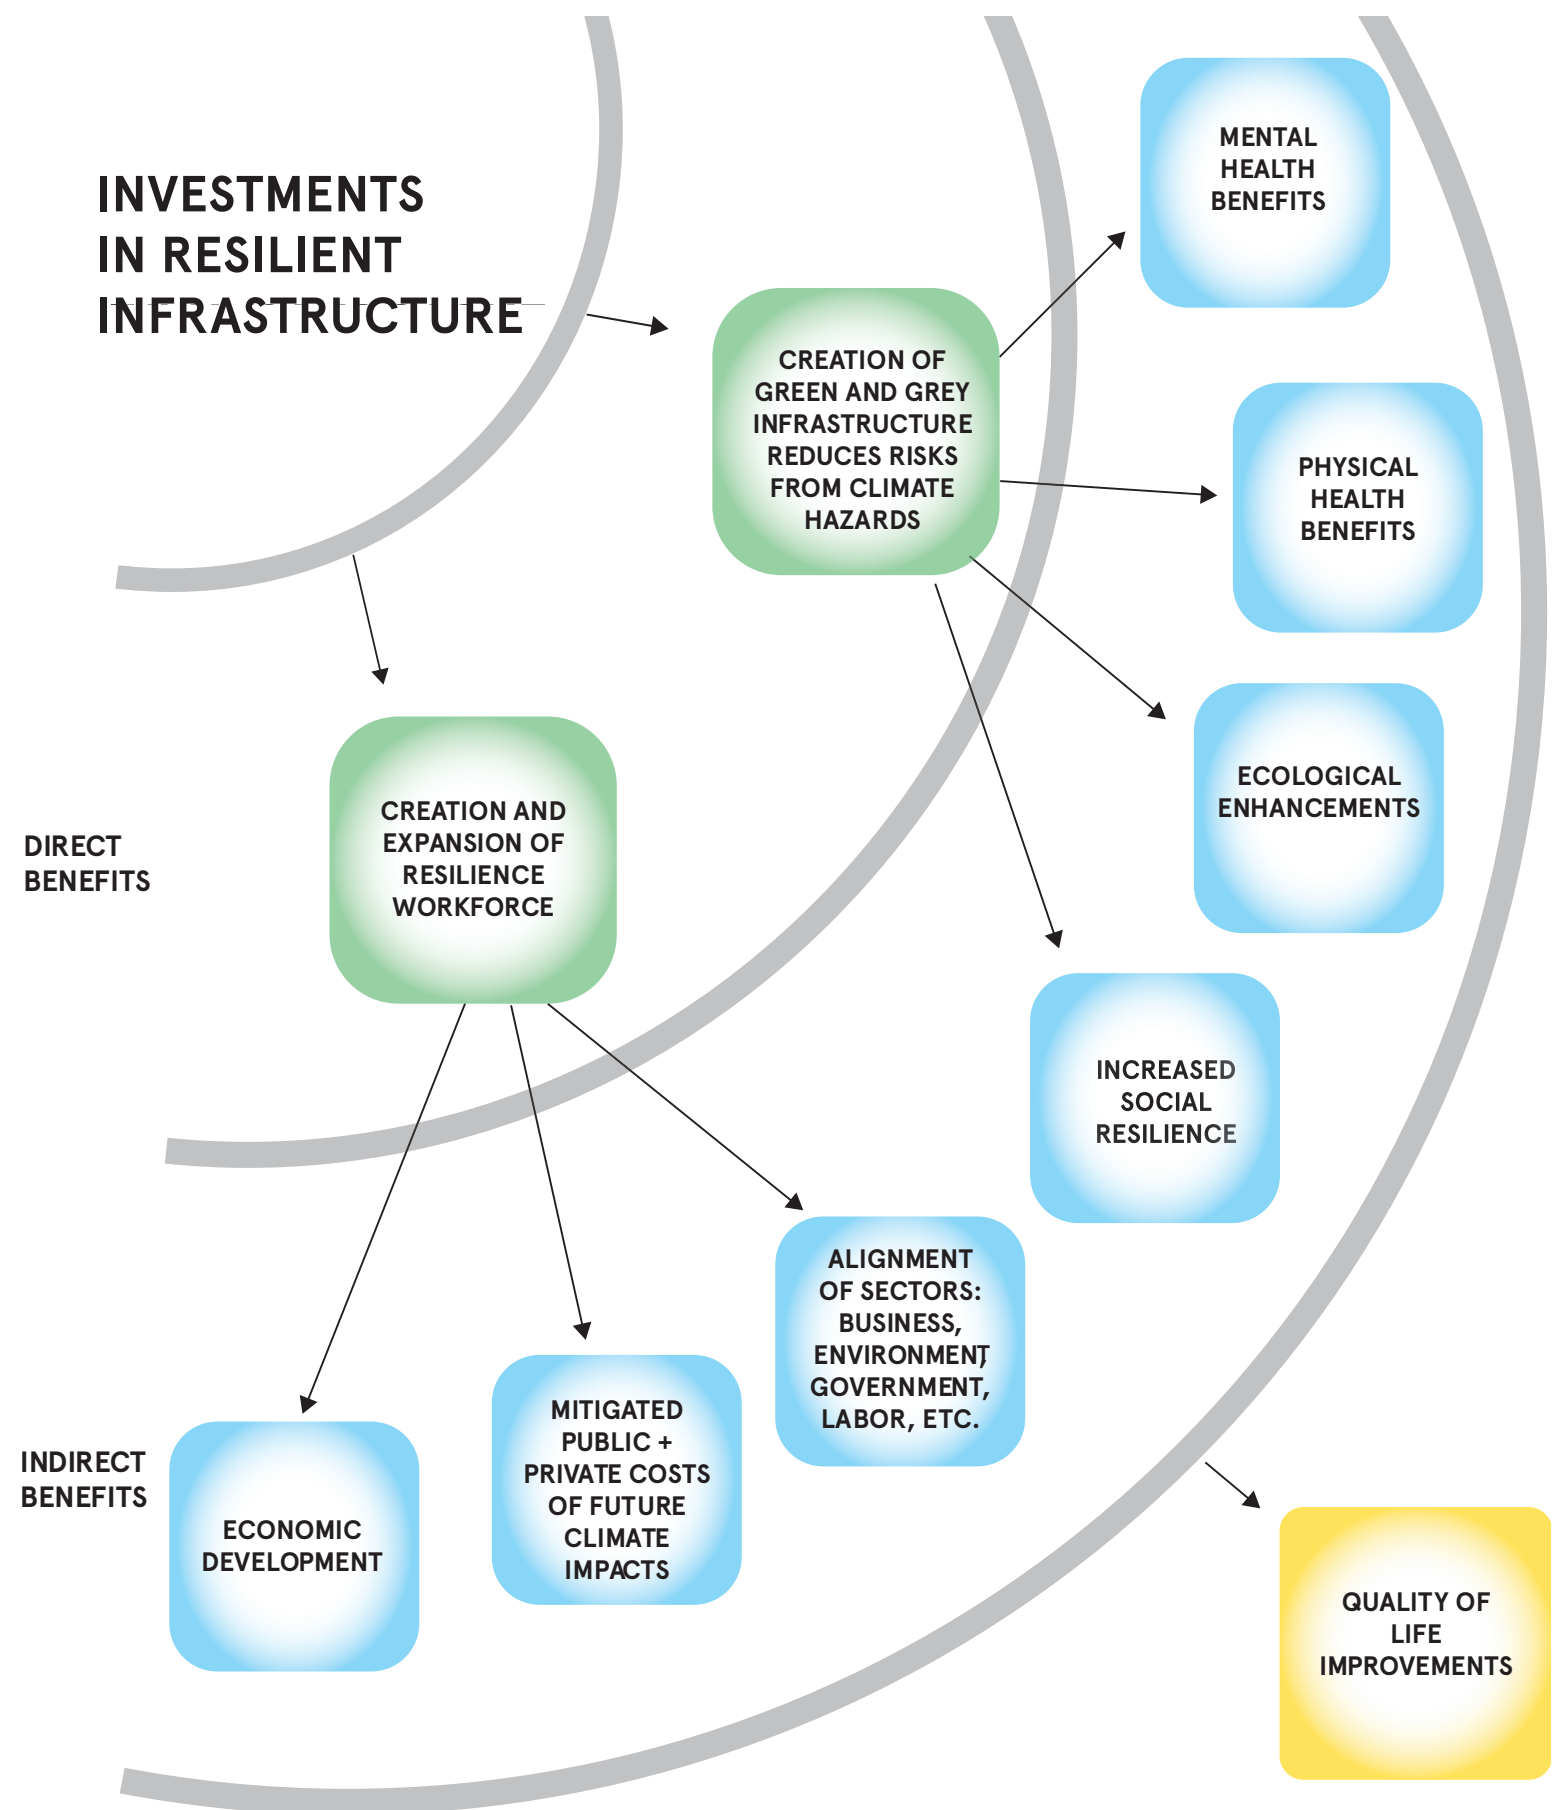 INVESTMENTS
IN RESILIENT
INFRASTRUCTURE
MENTAL
HEALTH
BENEFITS
CREATION OF
GREEN AND GREY
INFRASTRUCTURE
REDUCES RISKS
FROM CLIMATE
HAZARDS
PHYSICAL
HEALTH
BENEFITS
ECOLOGICAL
ENHANCEMENTS
DIRECT
BENEFITS
CREATION AND
EXPANSION OF
RESILIENCE
WORKFORCE
INCREASED
SOCIAL
RESILIENCE
ALIGNMENT
OF SECTORS:
BUSINESS,
ENVIRONMENT,
GOVERNMENT,
LABOR, ETC.
MITIGATED
PUBLIC +
PRIVATE COSTS
OF FUTURE
CLIMATE
IMPACTS
INDIRECT
BENEFITS
ECONOMIC
DEVELOPMENT
QUALITY OF
LIFE
IMPROVEMENTS